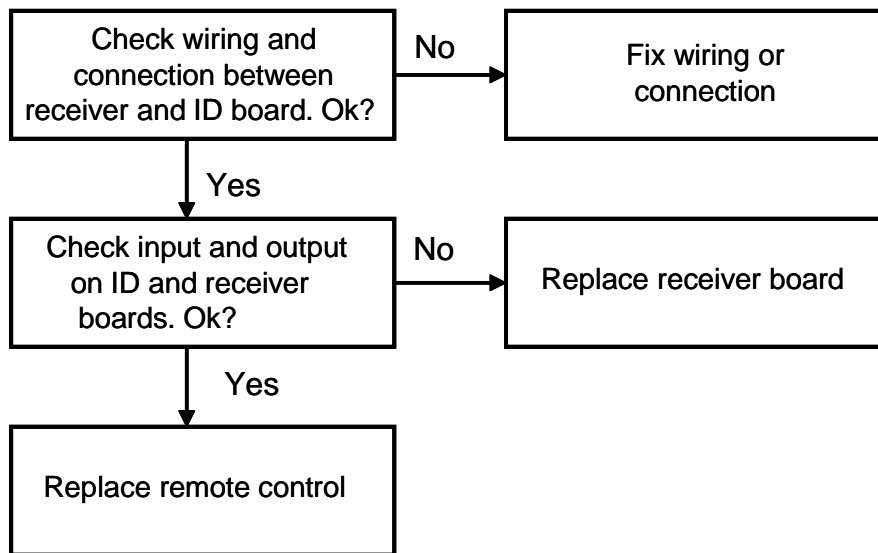 Check wiring and
connection between
receiver and ID board. Ok?
No
Fix wiring or
connection
Yes
Check input and output
on ID and receiver
boards. Ok?
No
Replace receiver board
Yes
Replace remote control